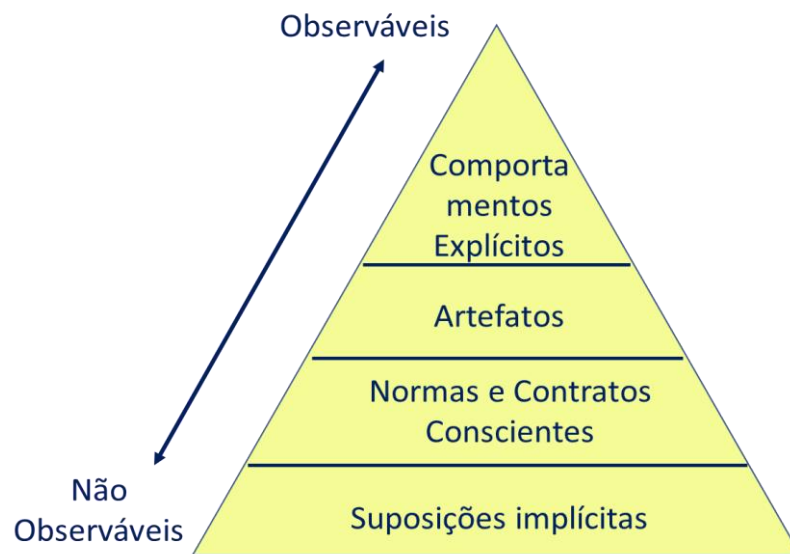 Observáveis
Comporta
mentos
Explícitos
Artefatos
Normas e Contratos
Conscientes
Não
Observáveis
Suposições implícitas